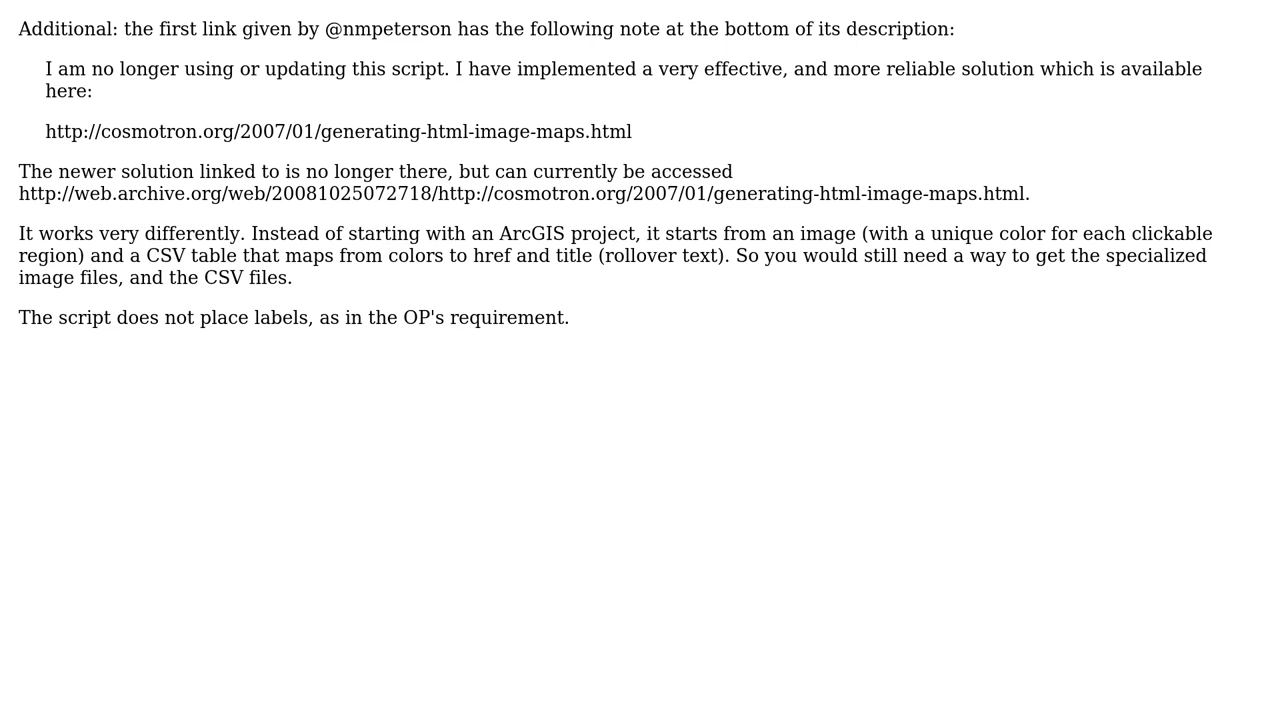 Additional: the first link given by @nmpeterson has the following note at the bottom of its description:
I am no longer using or updating this script. I have implemented a very effective, and more reliable solution which is available
here:
http://cosmotron.org/2007/01/generating-html-image-maps.html
The newer solution linked to is no longer there, but can currently be accessed
http://web.archive.org/web/20081025072718/http://cosmotron.org/2007/01/generating-html-image-maps.html.
It works very differently. Instead of starting with an ArcGIS project, it starts from an image (with a unique color for each clickable
region) and a CSV table that maps from colors to href and title (rollover text). So you would still need a way to get the specialized
image files, and the CSV files.
The script does not place labels, as in the OP's requirement.